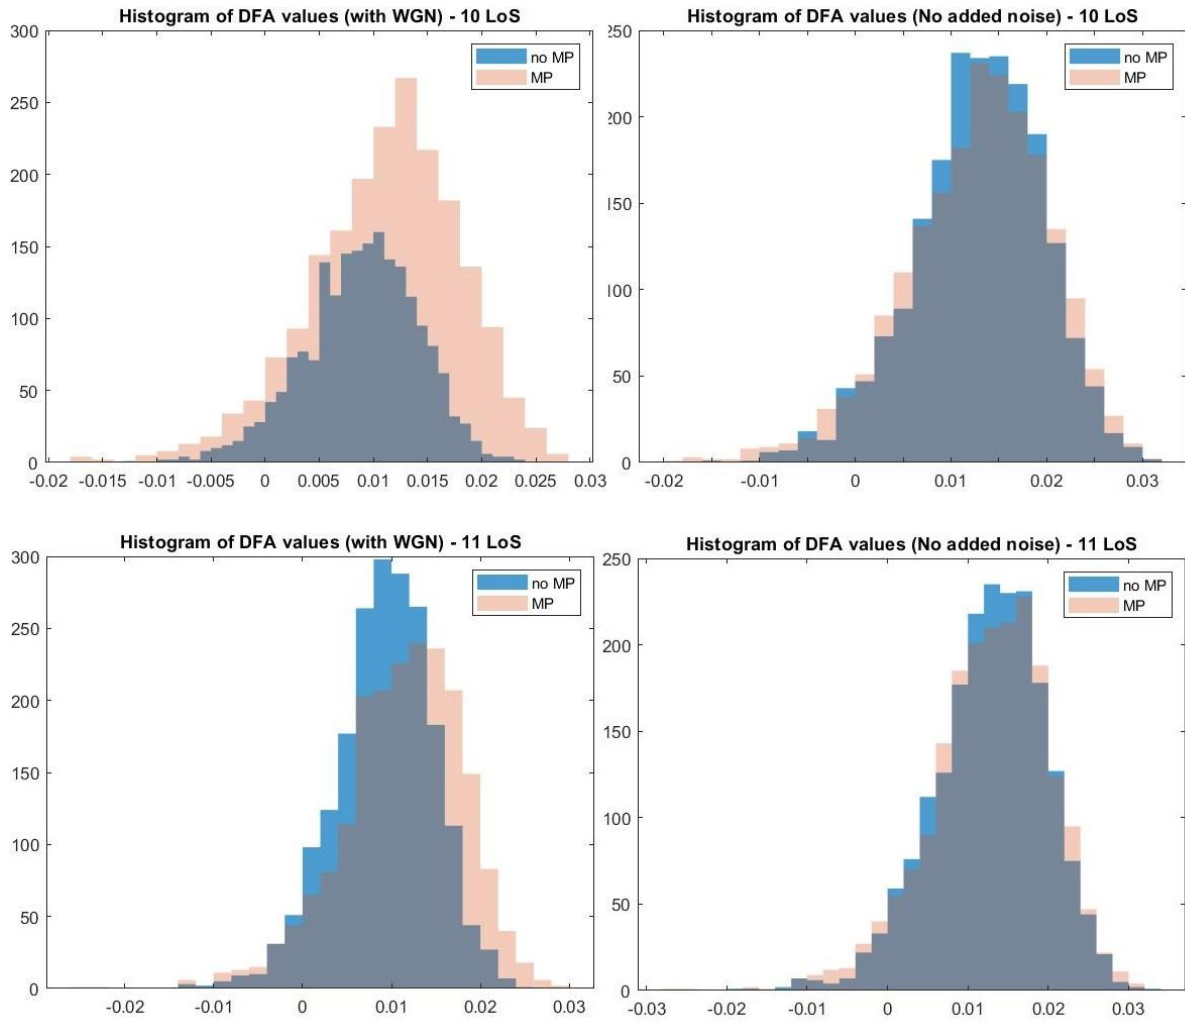 Histogram of DFA values (with WGN) - 10 LoS
300
250
200
150
100
50
0
-0.02 -0.015 -0.01 -0.005 0 0.005 0.01 0.015 0.02 0.025 0.03
no MP
MP
Histogram of DFA values (No added noise) - 10 LoS
250
200
150
50
0
-0.02 -0.01 0 0.01 0.02 0.03
no MP
MP
Histogram of DFA values (with WGN) - 11 LoS
300
250
200
150
100
50
0
-0.02 -0.01 0 0.01 0.02 0.03
no MP
MP
Histogram of DFA values (No added noise) - 11 LoS
250
200
150
100
50
0
-0.03 -0.02 -0.01 0 0.01 0.02 0.03
no MP
MP